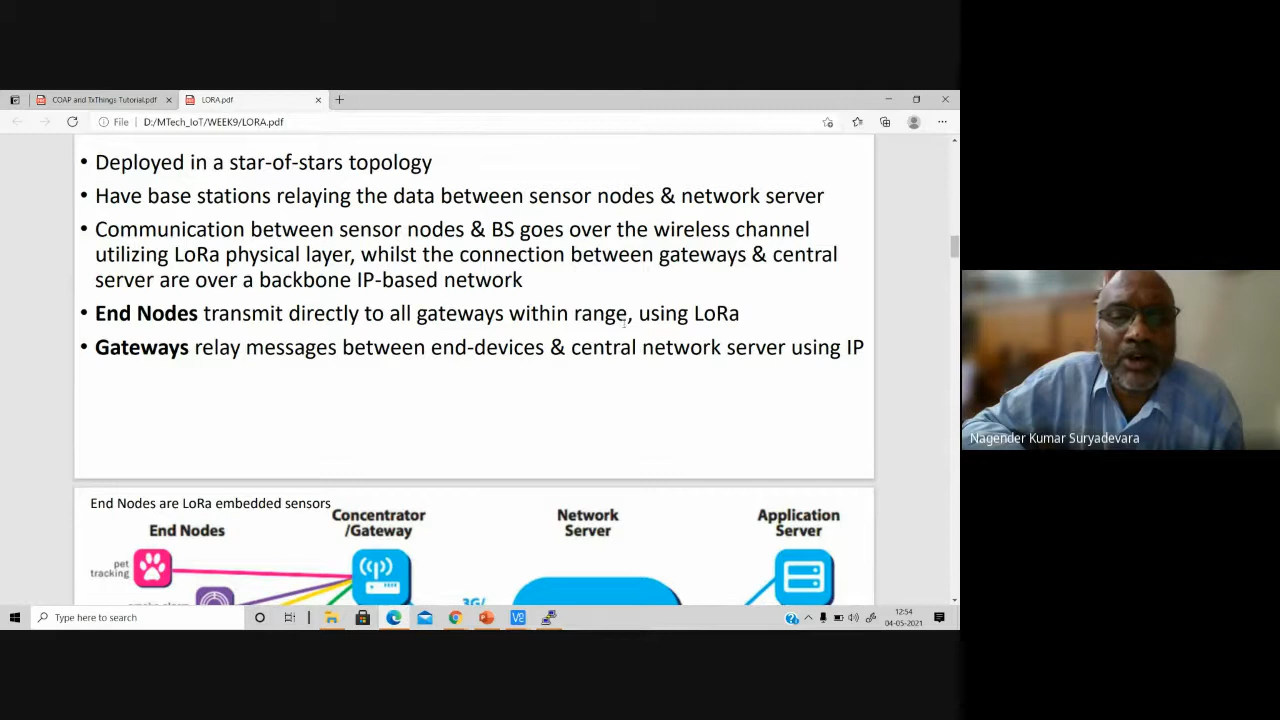 COAP and TxThings Tutorial.pdf
LORA.pdf
File
D:/MTech_IoT/WEEK9/LORA.pdf
• Deployed in a star-of-stars topology
• Have base stations relaying the data between sensor nodes & network server
• Communication between sensor nodes & BS goes over the wireless channel
utilizing LoRa physical layer, whilst the connection between gateways & central
server are over a backbone IP-based network
• End Nodes transmit directly to all gateways within range, using LoRa
• Gateways relay messages between end-devices & central network server using IP
Nagender Kumar Suryadevara
End Nodes are LoRa embedded sensors
End Nodes
Concentrator
/Gateway
Network
Server
Application
Server
pet
tracking
3G/
Type here to search
12:54
04-05-2021